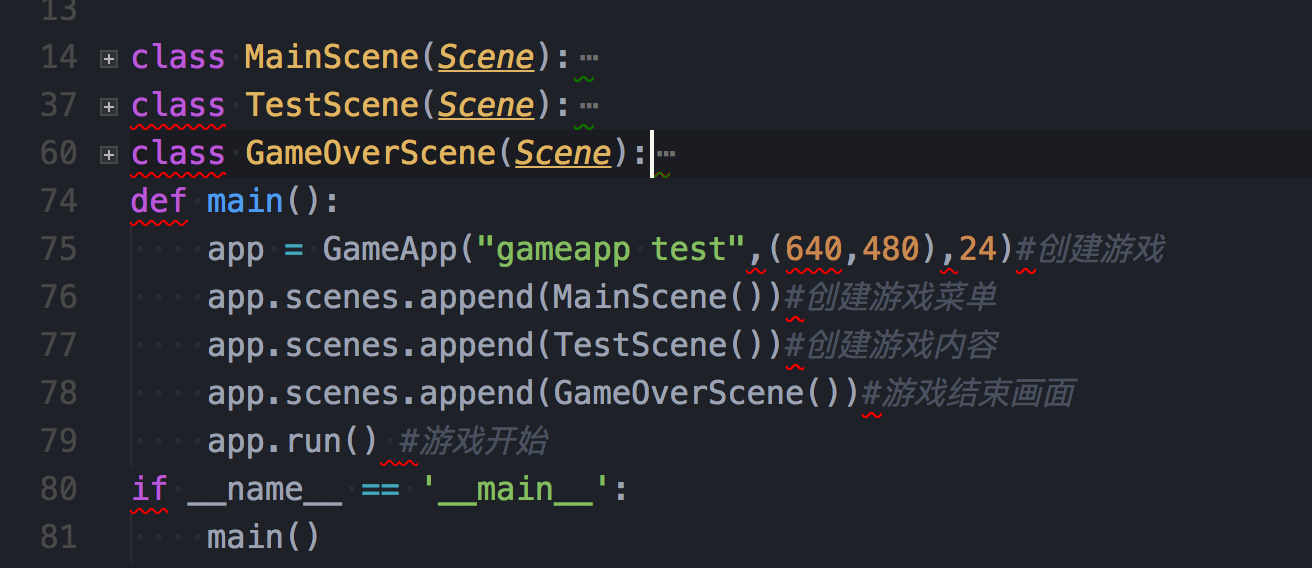 13
14 class MainScene(Scene):⋯
37 class TestScene(Scene):⋯
60 class GameOverScene(Scene):⋯
74 def main():
75     app = GameApp("gameapp test",(640,480),24)#创建游戏
76     app.scenes.append(MainScene())#创建游戏菜单
77     app.scenes.append(TestScene())#创建游戏内容
78     app.scenes.append(GameOverScene())#游戏结束画面
79     app.run() #游戏开始
80 if __name__ == '__main__':
81     main()